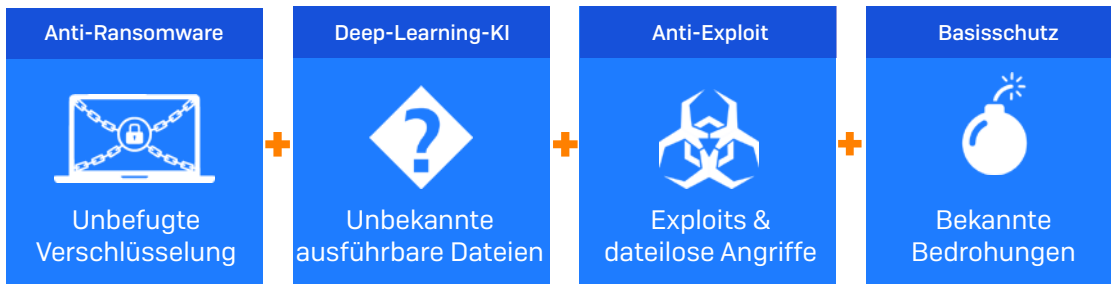 Anti-Ransomware
Unbefugte
Verschlüsselung
Deep-Learning-KI
?
Unbekannte
ausführbare Dateien
Anti-Exploit
Exploits &
dateilose Angriffe
Basisschutz
Bekannte
Bedrohungen